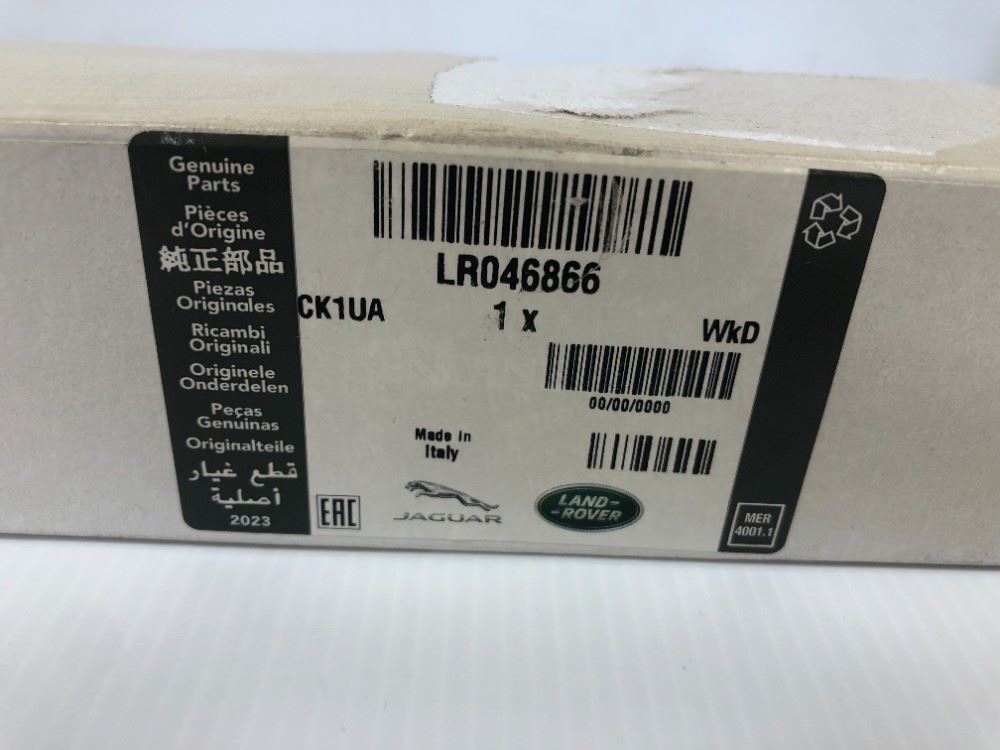 Genuine
Parts
Pièces
d'Origine
純正部品
Piezas
Originales
Ricambi
Originali
Originele
Onderdelen
Peças
Genuinas
Originalteile
قطع غيار
أصلية
2023
LR046866
CK1UA
1 x
WkD
00/00/0000
Made in
Italy
EAC
JAGUAR
LAND-
-ROVER
MER
4001.1